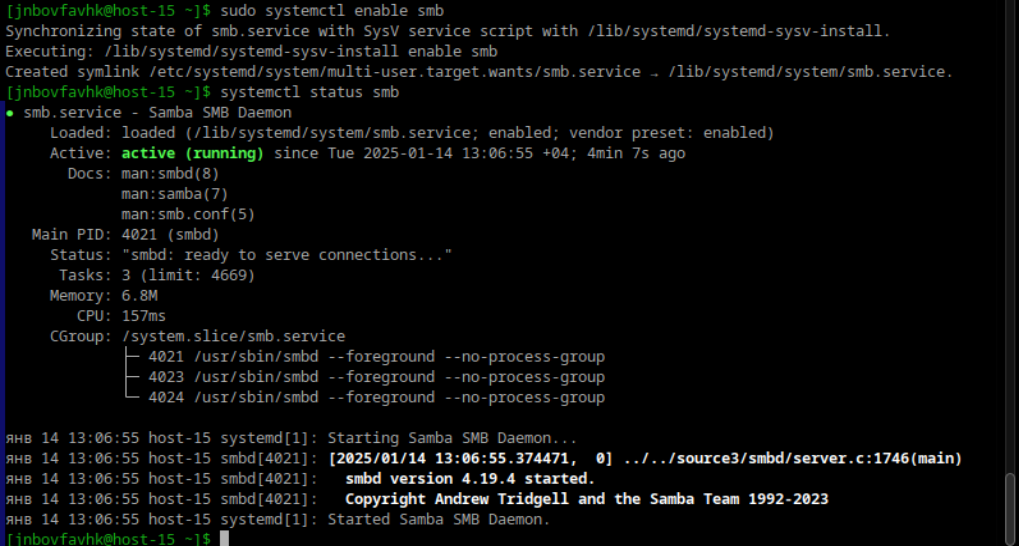 [jnbovfavhk@host-15 ~]$ sudo systemctl enable smb
Synchronizing state of smb.service with SysV service script with /lib/systemd/systemd-sysv-install.
Executing: /lib/systemd/systemd-sysv-install enable smb
Created symlink /etc/systemd/system/multi-user.target.wants/smb.service → /lib/systemd/system/smb.service.
[jnbovfavhk@host-15 ~]$ systemctl status smb
● smb.service - Samba SMB Daemon
     Loaded: loaded (/lib/systemd/system/smb.service; enabled; vendor preset: enabled)
     Active: active (running) since Tue 2025-01-14 13:06:55 +04; 4min 7s ago
       Docs: man:smbd(8)
             man:samba(7)
             man:smb.conf(5)
   Main PID: 4021 (smbd)
     Status: "smbd: ready to serve connections..."
      Tasks: 3 (limit: 4669)
     Memory: 6.8M
        CPU: 157ms
     CGroup: /system.slice/smb.service
             ├─ 4021 /usr/sbin/smbd --foreground --no-process-group
             ├─ 4023 /usr/sbin/smbd --foreground --no-process-group
             └─ 4024 /usr/sbin/smbd --foreground --no-process-group
янв 14 13:06:55 host-15 systemd[1]: Starting Samba SMB Daemon...
янв 14 13:06:55 host-15 smbd[4021]: [2025/01/14 13:06:55.374471,  0] ../../source3/smbd/server.c:1746(main)
янв 14 13:06:55 host-15 smbd[4021]:   smbd version 4.19.4 started.
янв 14 13:06:55 host-15 smbd[4021]:   Copyright Andrew Tridgell and the Samba Team 1992-2023
янв 14 13:06:55 host-15 systemd[1]: Started Samba SMB Daemon.
[jnbovfavhk@host-15 ~]$